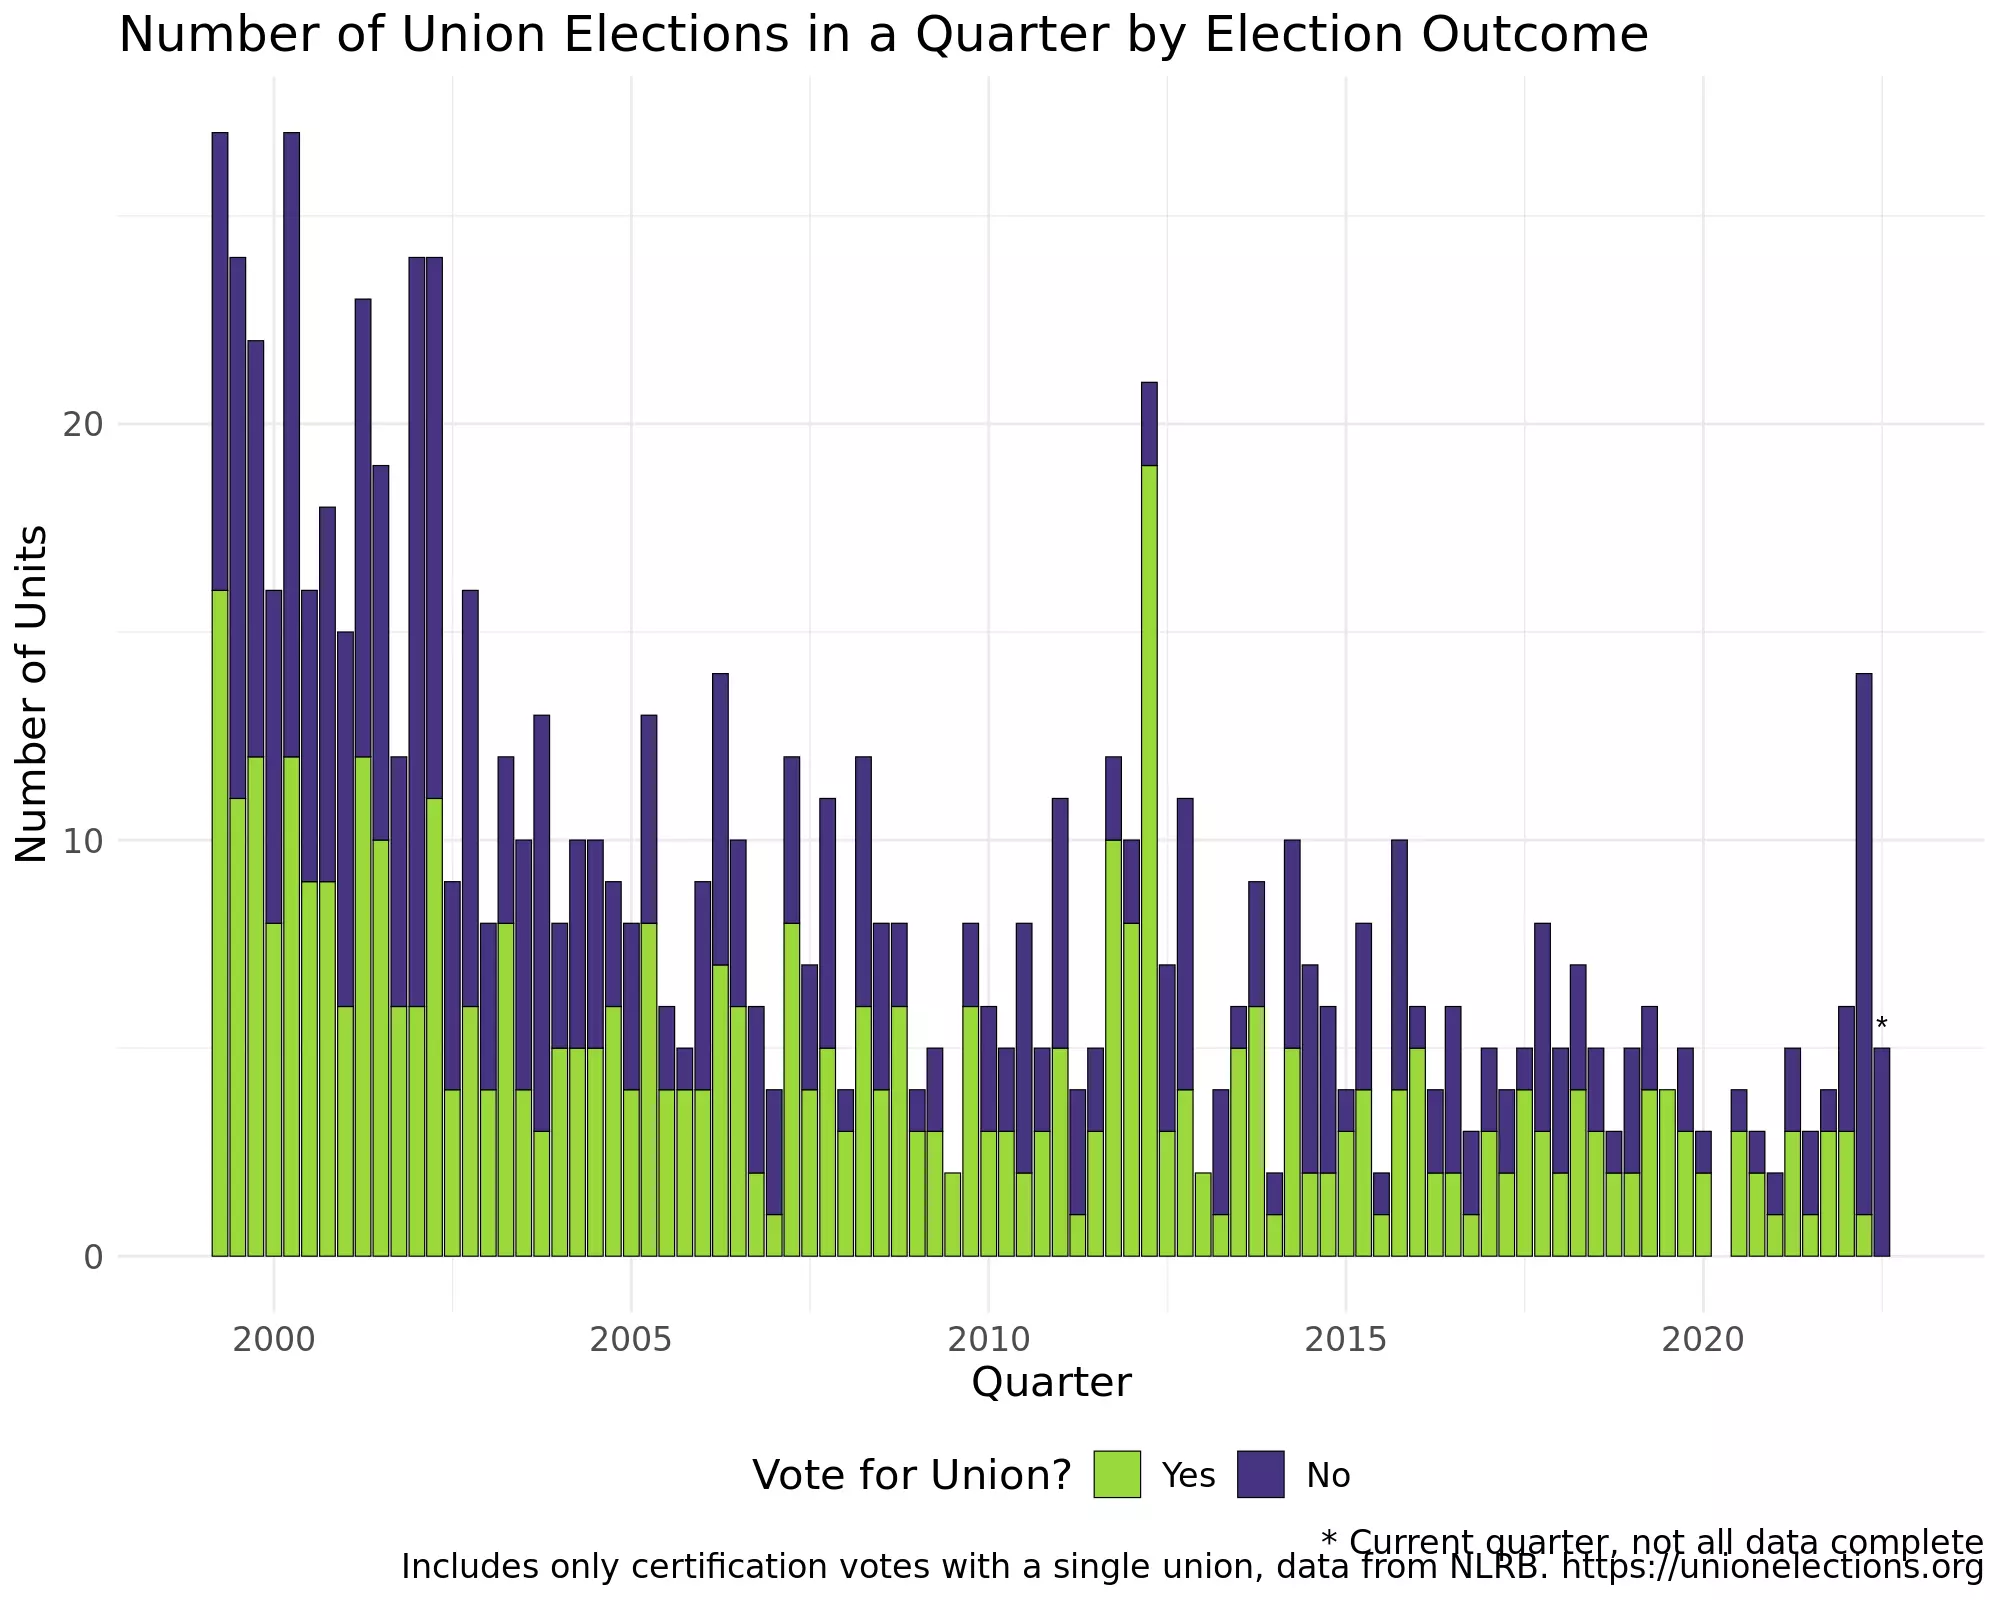 Number of Union Elections in a Quarter by Election Outcome
Number of Units
20
10
0
*
2000 2005 2010 2015 2020
Quarter
Vote for Union? Yes No
* Current quarter, not all data complete
Includes only certification votes with a single union, data from NLRB. https://unionelections.org